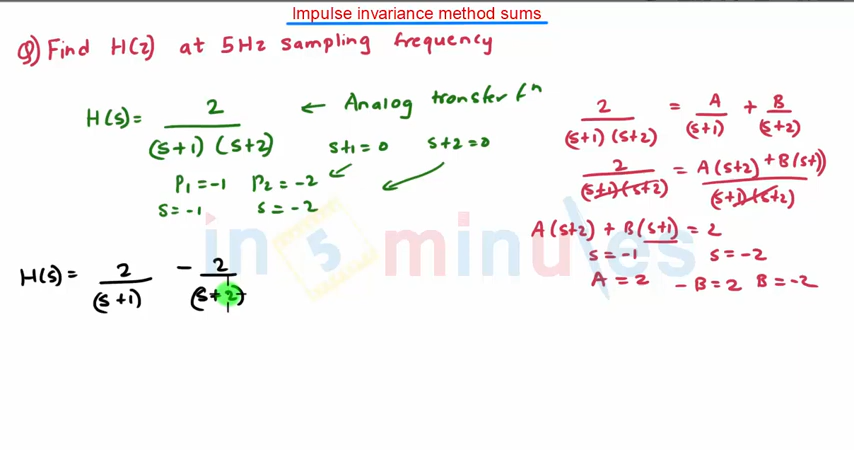 Impulse invariance method sums
Q) Find H(z) at 5Hz sampling frequency
H(s) = 2 / (s+1) (s+2) ← Analog transfer fn
s+1 = 0 s+2 = 0
P1 = -1 P2 = -2
s = -1 s = -2
H(s) = 2 / (s+1) - 2 / (s+2)
2 / (s+1) (s+2) = A / (s+1) + B / (s+2)
2 / (s+1)(s+2) = A(s+2) + B(s+1) / (s+1)(s+2)
A(s+2) + B(s+1) = 2
s = -1 s = -2
A = 2 - B = 2 B = -2
in 5 minutes